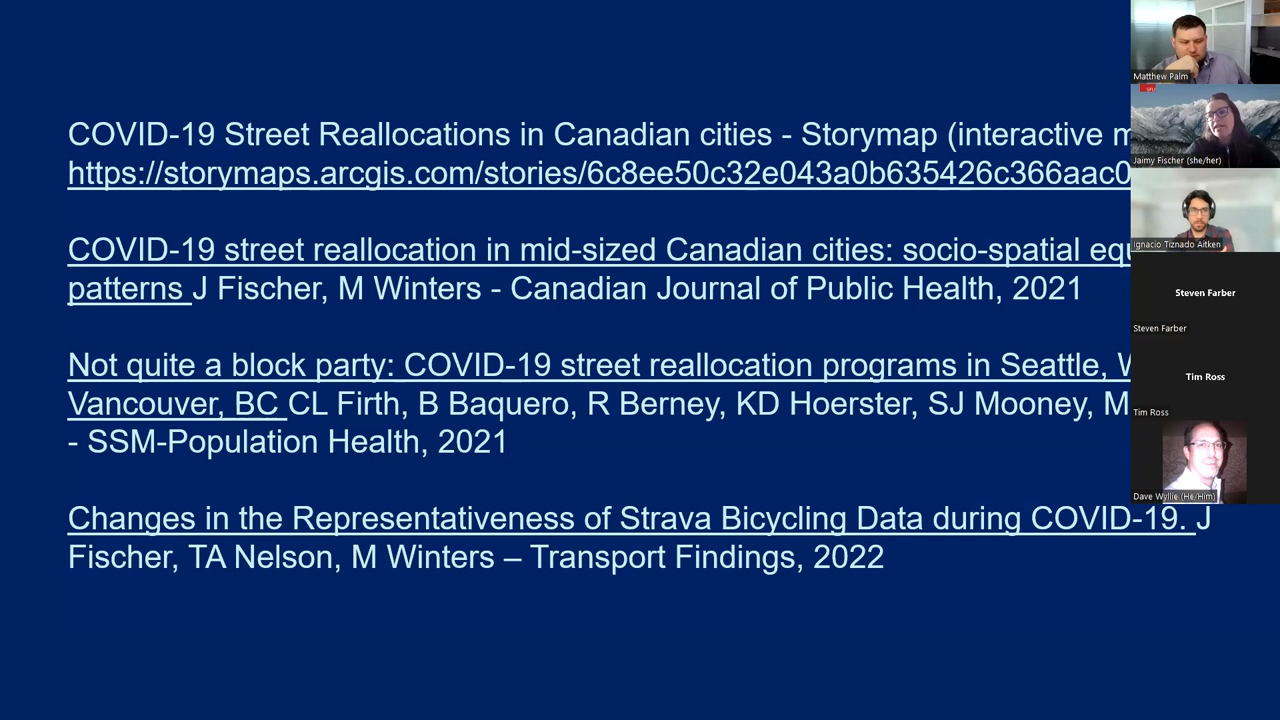 COVID-19 Street Reallocations in Canadian cities - Storymap (interactive
https://storymaps.arcgis.com/stories/6c8ee50c32e043a0b635426c366aac0
COVID-19 street reallocation in mid-sized Canadian cities: socio-spatial
patterns J Fischer, M Winters - Canadian Journal of Public Health, 2021
Not quite a block party: COVID-19 street reallocation programs in Seattle,
Vancouver, BC CL Firth, B Baquero, R Berney, KD Hoerster, SJ Mooney, M
- SSM-Population Health, 2021
Changes in the Representativeness of Strava Bicycling Data during COVID-19. J
Fischer, TA Nelson, M Winters – Transport Findings, 2022
Matthew Palm
SFU
Jaimy Fischer (she/her)
Ignacio Tiznado Aitken
Steven Farber
Steven Farber
Tim Ross
Tim Ross
Dave Wyllie (He/Him)